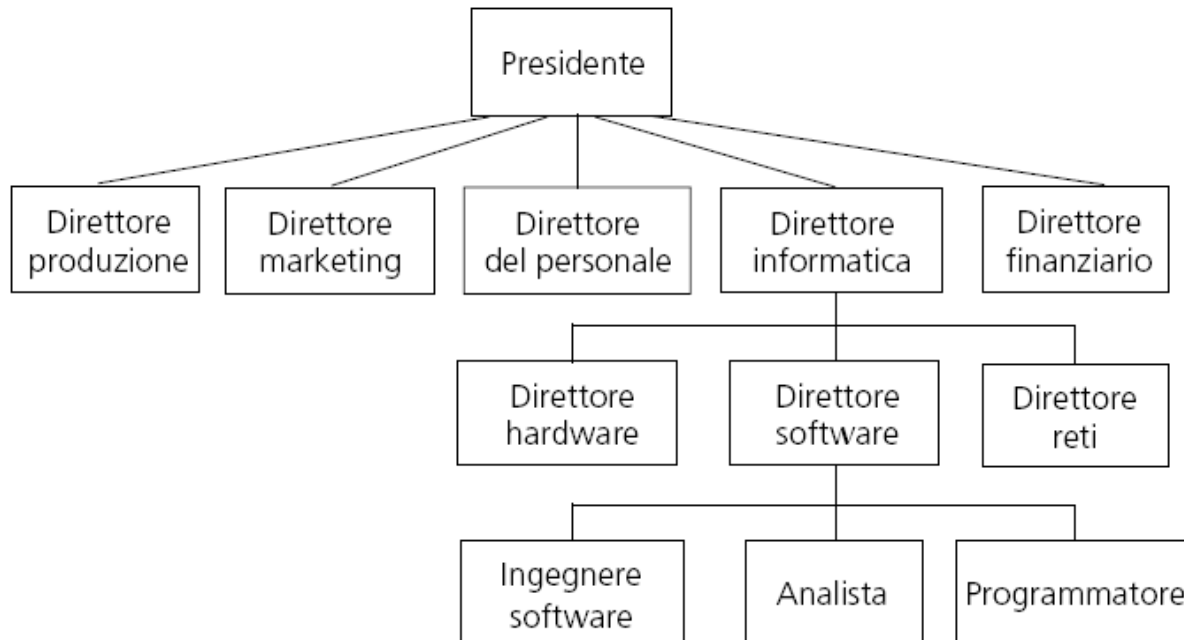 Presidente
Direttore
produzione
Direttore
marketing
Direttore
del personale
Direttore
informatica
Direttore
finanziario
Direttore
hardware
Direttore
software
Direttore
reti
Ingegnere
software
Analista
Programmatore